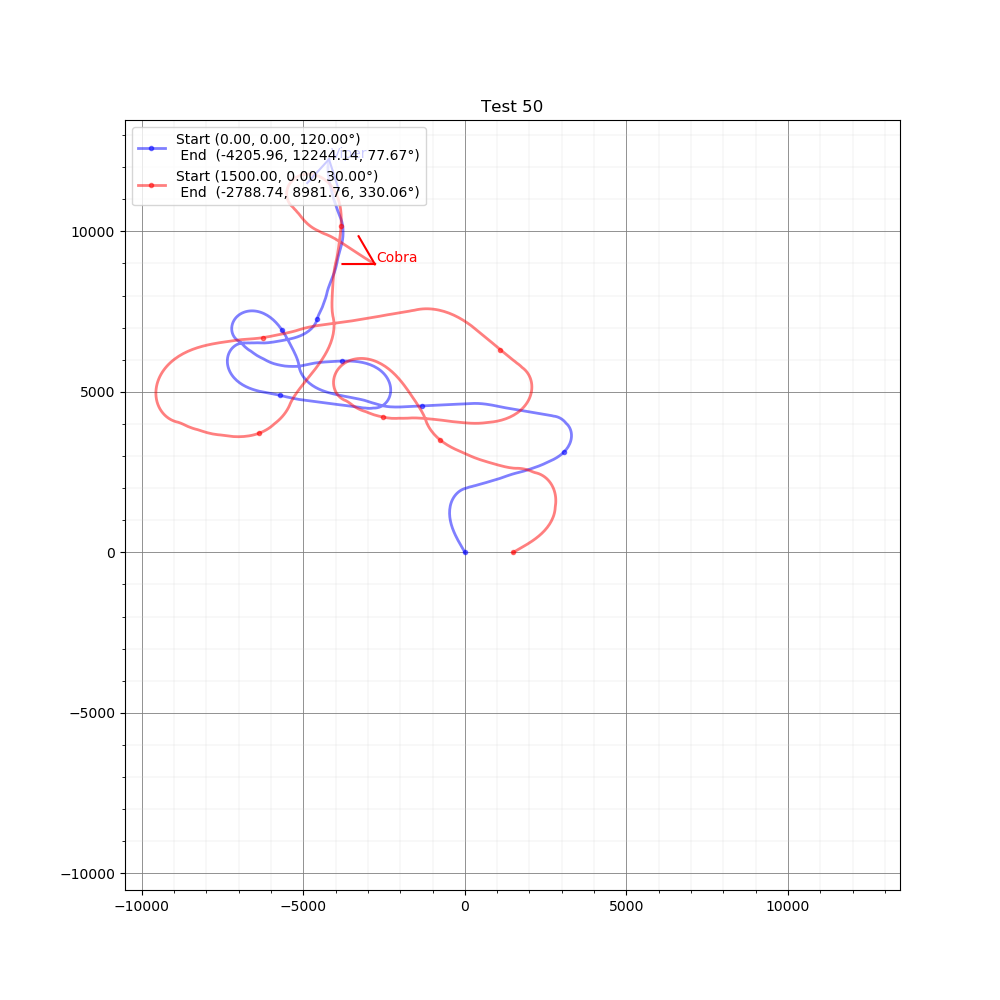 Test 50
Start (0.00, 0.00, 120.00°)
End (-4205.96, 12244.14, 77.67°)
Start (1500.00, 0.00, 30.00°)
End (-2788.74, 8981.76, 330.06°)
Cobra
10000
5000
0
−5000
−10000
−10000 −5000 0 5000 10000